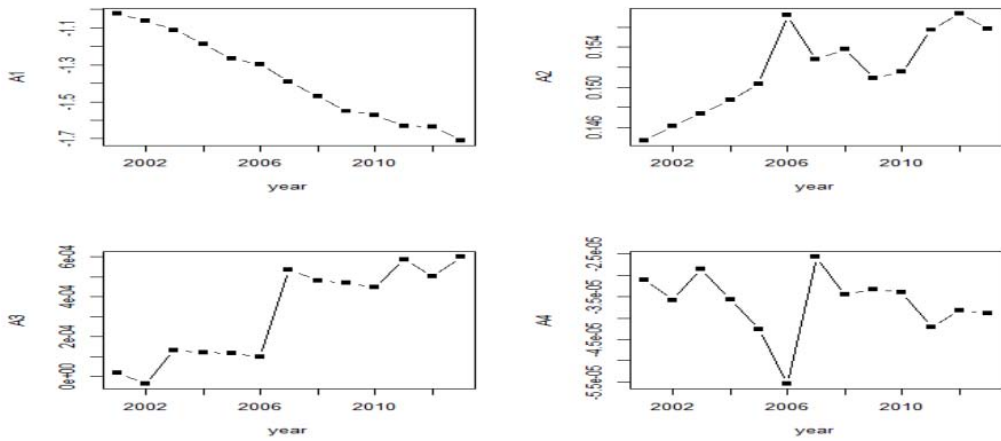 A1
-1.1
-1.3
-1.5
-1.7
2002 2006 2010
year
A2
0.154
0.150
0.146
2002 2006 2010
year
A3
6e-04
4e-04
2e-04
0e+00
2002 2006 2010
year
A4
-2.5e-05
-3.5e-05
-4.5e-05
-5.5e-05
2002 2006 2010
year